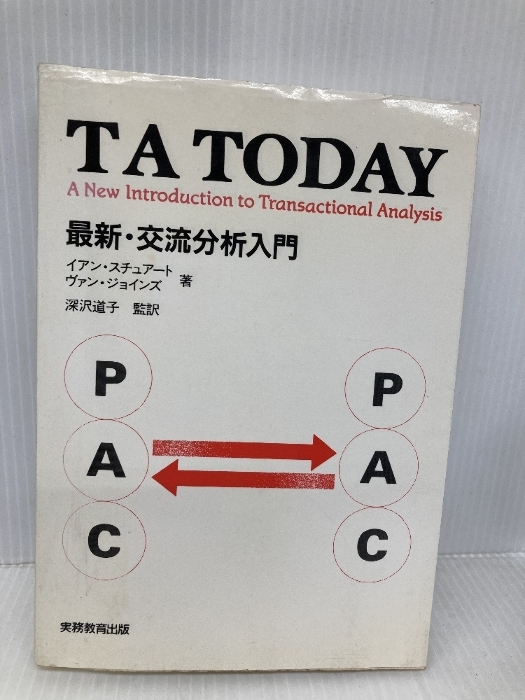 TA TODAY
A New Introduction to Transactional Analysis
最新・交流分析入門
イアン・スチュアート
ヴァン・ジョインズ 著
深沢道子 監訳
P
A
C
P
A
C
実務教育出版